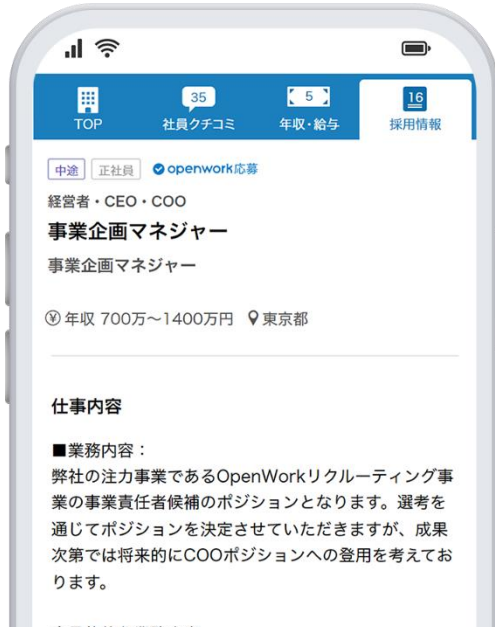 35
5
16
TOP
社員クチコミ
年収・給与
採用情報
中途 正社員 openwork応募
経営者・CEO・COO
事業企画マネジャー
事業企画マネジャー
年収 700万〜1400万円 東京都
仕事内容
■業務内容：
弊社の注力事業であるOpenWorkリクルーティング事
業の事業責任者候補のポジションとなります。選考を
通じてポジションを決定させていただきますが、成果
次第では将来的にCOOポジションへの登用を考えてお
ります。